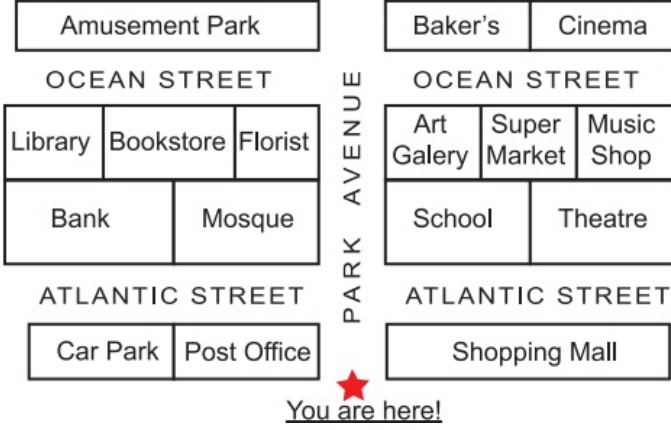 Amusement Park
Baker's Cinema
OCEAN STREET
OCEAN STREET
Library Bookstore Florist
Art Galery
Super Market
Music Shop
PARK AVENUE
Bank Mosque
School Theatre
ATLANTIC STREET
ATLANTIC STREET
Car Park Post Office
Shopping Mall
You are here!